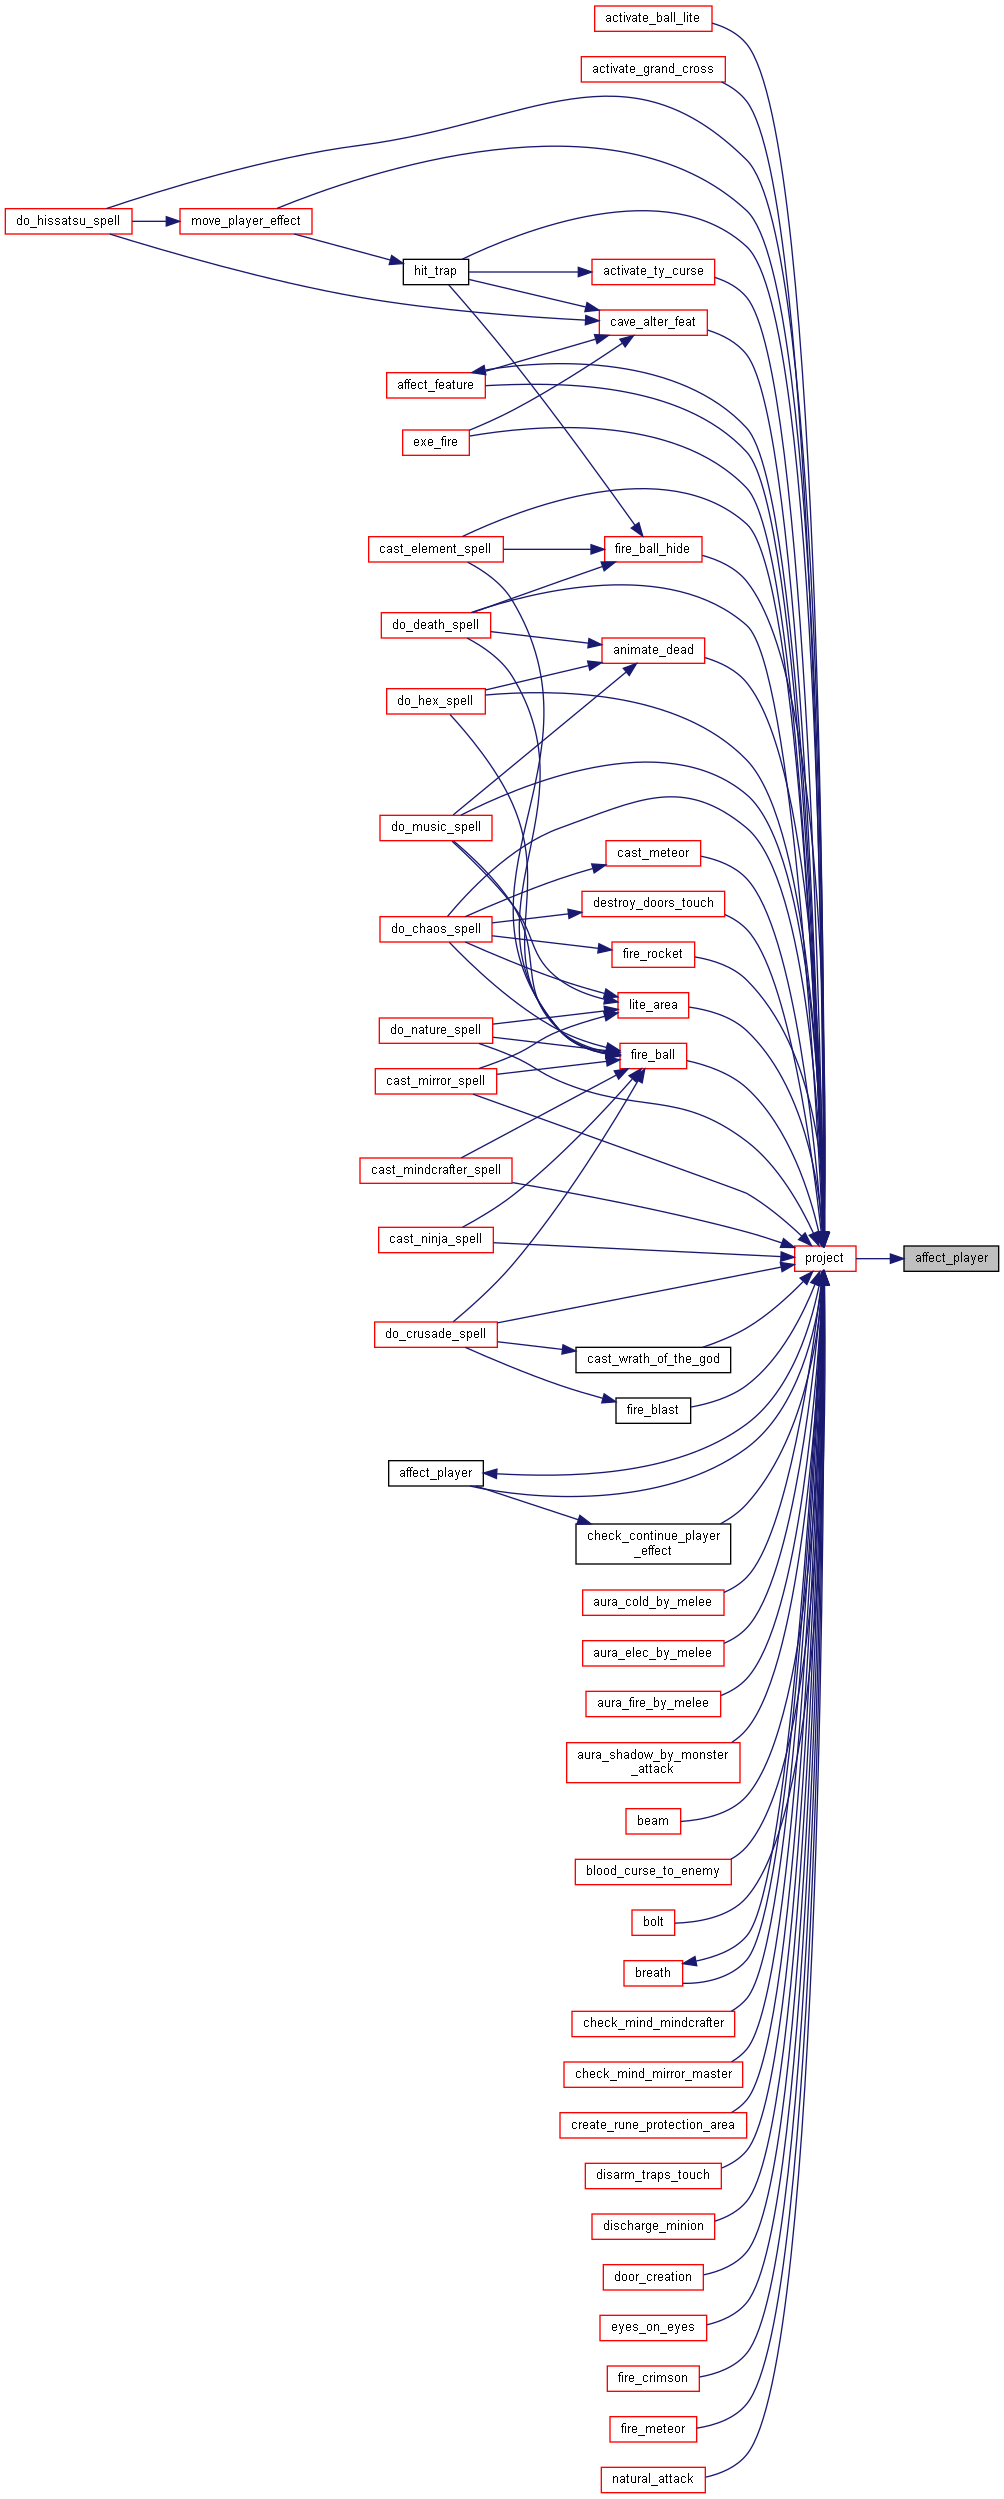 activate_ball_lite
activate_grand_cross
do_hissatsu_spell
move_player_effect
hit_trap
activate_ty_curse
cave_alter_feat
affect_feature
exe_fire
cast_element_spell
fire_ball_hide
do_death_spell
animate_dead
do_hex_spell
do_music_spell
cast_meteor
destroy_doors_touch
do_chaos_spell
fire_rocket
lite_area
do_nature_spell
fire_ball
cast_mirror_spell
cast_mindcrafter_spell
cast_ninja_spell
project
affect_player
do_crusade_spell
cast_wrath_of_the_god
fire_blast
affect_player
check_continue_player
_effect
aura_cold_by_melee
aura_elec_by_melee
aura_fire_by_melee
aura_shadow_by_monster
_attack
beam
blood_curse_to_enemy
bolt
breath
check_mind_mindcrafter
check_mind_mirror_master
create_rune_protection_area
disarm_traps_touch
discharge_minion
door_creation
eyes_on_eyes
fire_crimson
fire_meteor
natural_attack